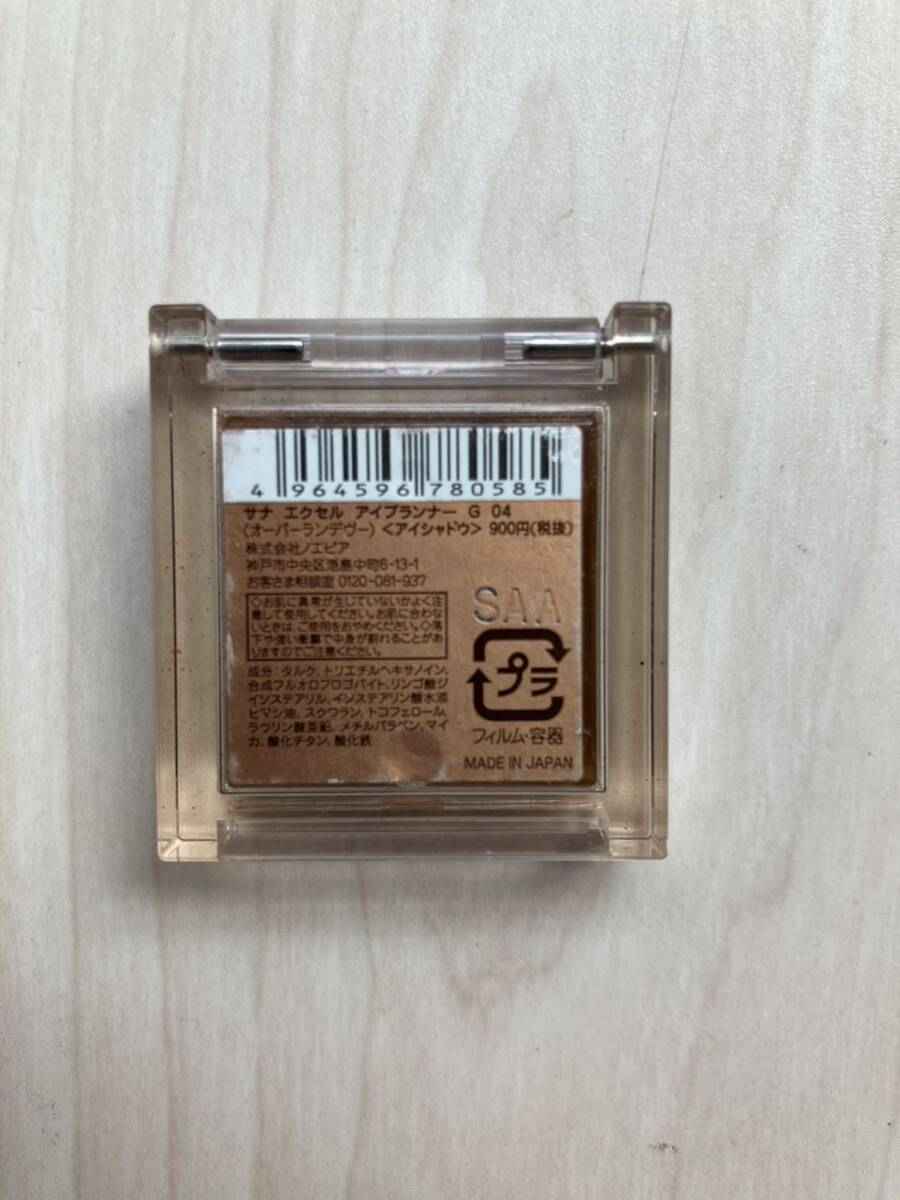 4 964596 780585
サナ エクセル アイプランナー G 04
(オーバーランデヴー) <アイシャドウ> 900円(税抜)
株式会社ノエビア
神戸市中央区港島中町6-13-1
お客さま相談室 0120-081-937
◇お肌に異常が生じていないかよく注
意して使用してください。お肌に合わな
いときは、ご使用をおやめください。◇落
下や強い衝撃で中身が割れることがあ
りますのでご注意ください。
成分:タルク、トリエチルヘキサノイン、
合成フルオロフロゴパイト、リンゴ酸ジ
イソステアリル、イソステアリン酸水添
ヒマシ油、スクワラン、トコフェロール、
ラウリン酸亜鉛、メチルパラベン、マイ
カ、酸化チタン、酸化鉄
SAA
プラ
フィルム・容器
MADE IN JAPAN